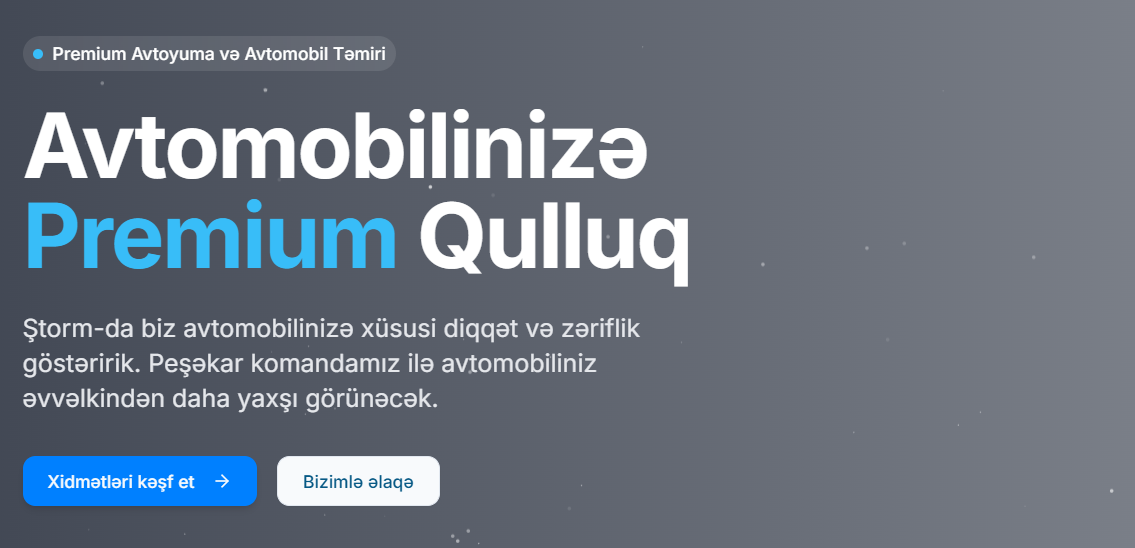 Premium Avtoyuma və Avtomobil Təmiri
Avtomobilinizə
Premium Qulluq
Ştorm-da biz avtomobilinizə xüsusi diqqət və zəriflik
göstəririk. Peşəkar komandamız ilə avtomobiliniz
əvvəlkindən daha yaxşı görünəcək.
Xidmətləri kəşf et →
Bizimlə əlaqə